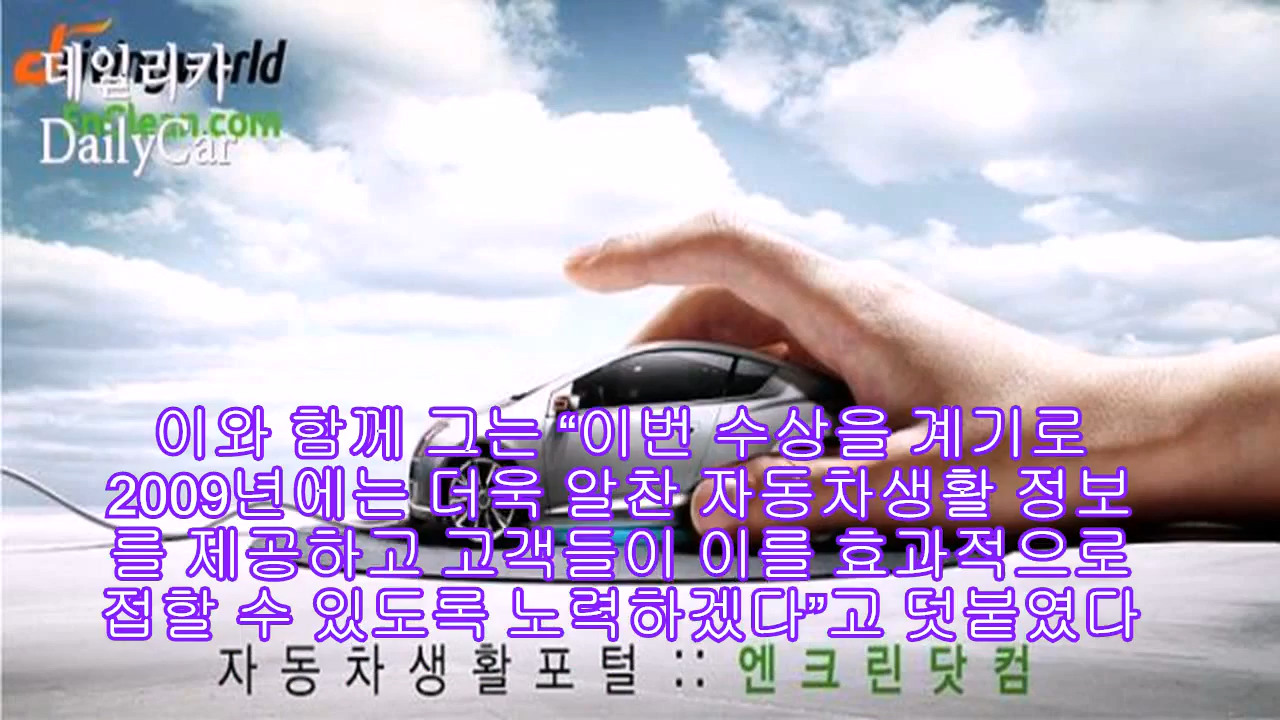 데일리카
world
DailyCar
이와 함께 그는 “이번 수상을 계기로
2009년에는 더욱 알찬 자동차생활 정보
를 제공하고 고객들이 이를 효과적으로
접할 수 있도록 노력하겠다”고 덧붙였다
자동차생활포털 :: 엔크린닷컴